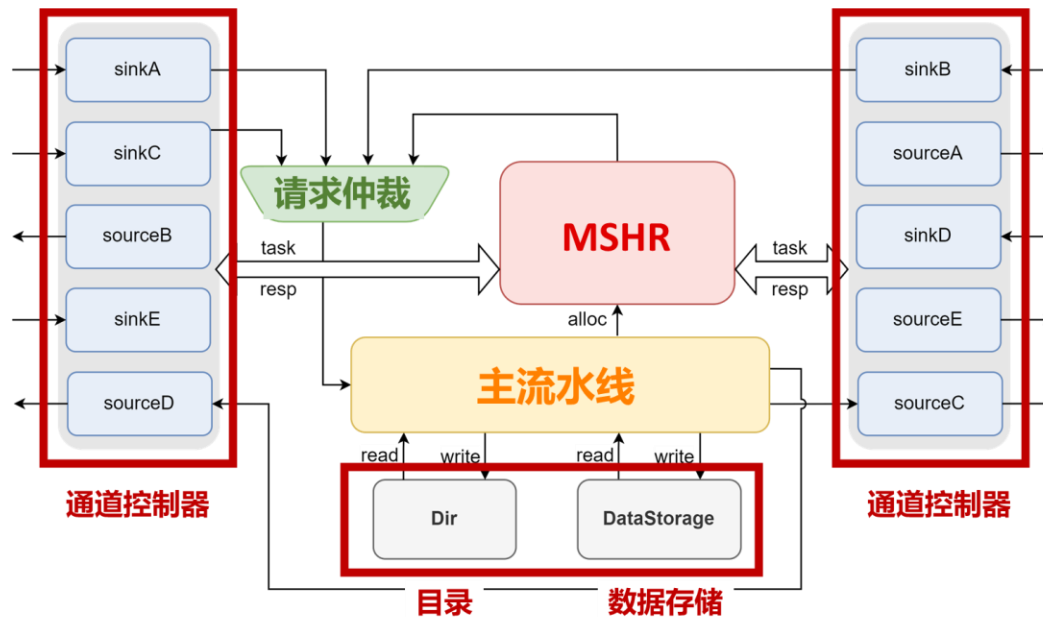 sinkA
sinkC
sourceB
sinkE
sourceD
通道控制器
请求仲裁
MSHR
task
resp
task
resp
alloc
主流水线
read
write
read
write
Dir
DataStorage
目录
数据存储
sinkB
sourceA
sinkD
sourceE
sourceC
通道控制器